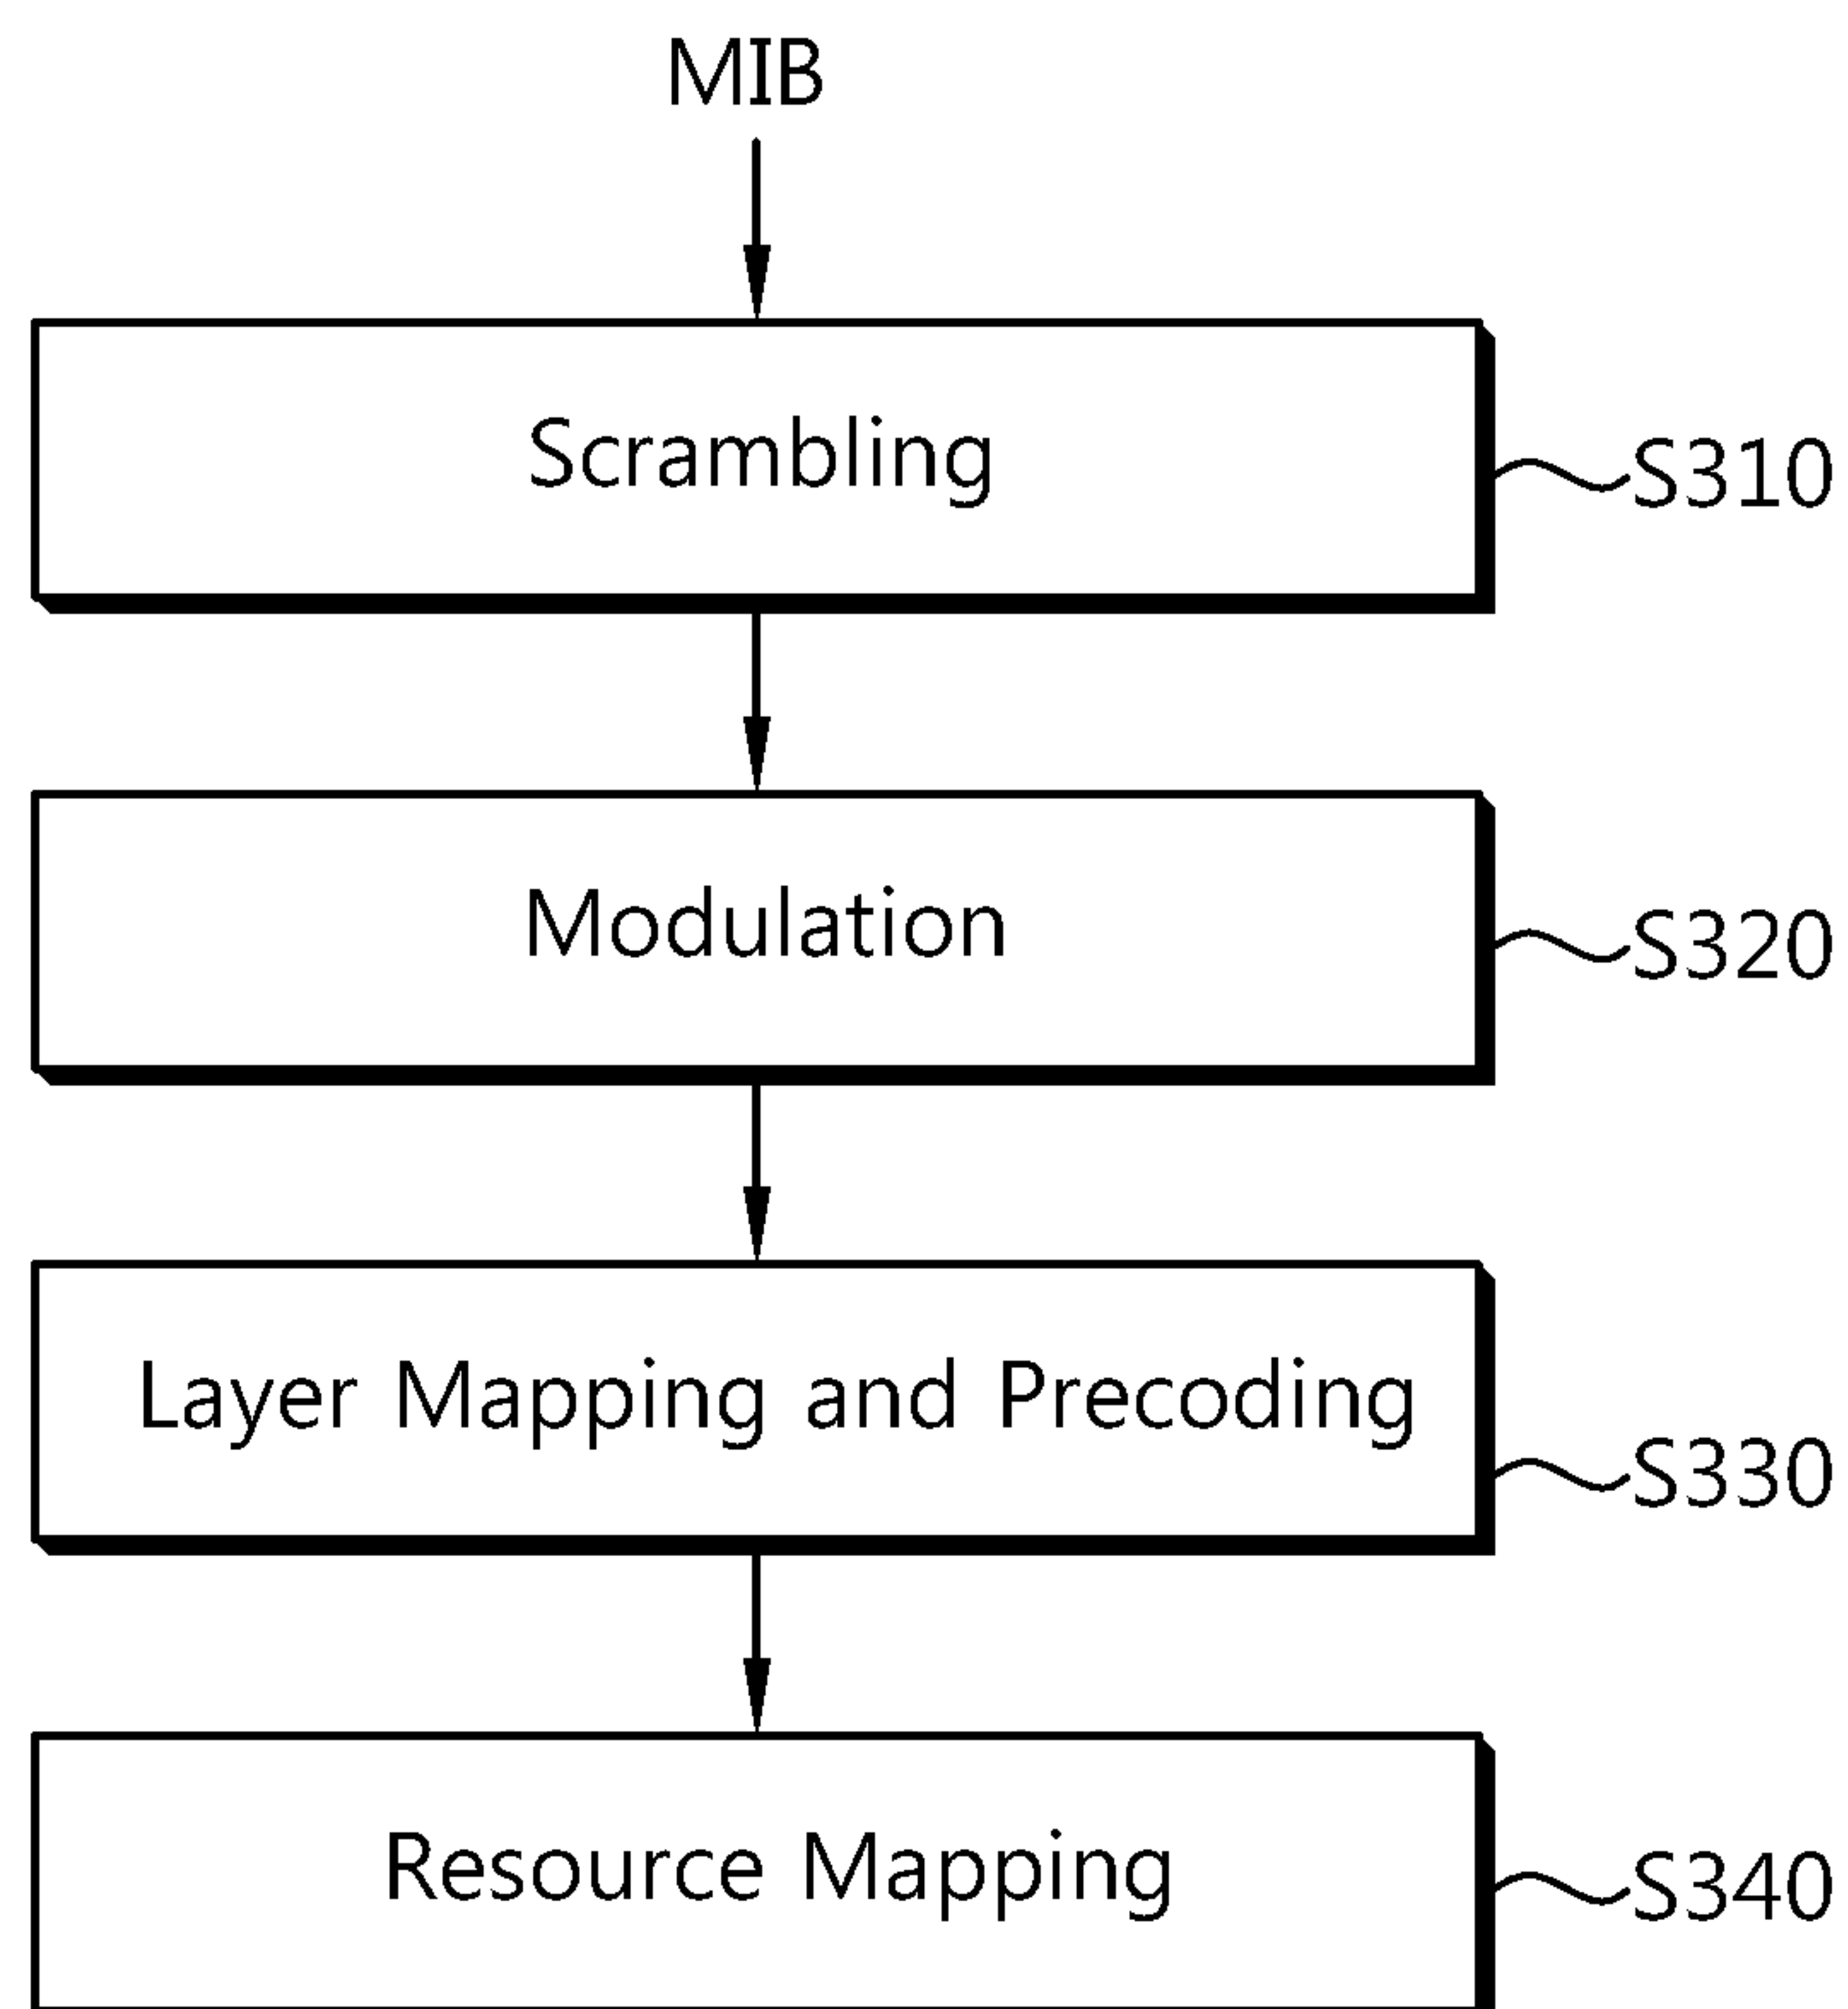 MIB
Scrambling
S310
Modulation
S320
Layer Mapping and Precoding
S330
Resource Mapping
S340